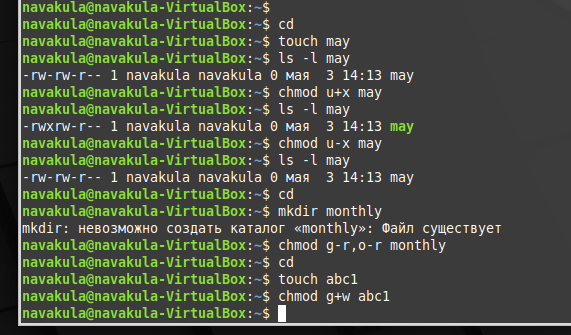 navakula@navakula-VirtualBox:~$
navakula@navakula-VirtualBox:~$ cd
navakula@navakula-VirtualBox:~$ touch may
navakula@navakula-VirtualBox:~$ ls -l may
-rw-rw-r-- 1 navakula navakula 0 мая  3 14:13 may
navakula@navakula-VirtualBox:~$ chmod u+x may
navakula@navakula-VirtualBox:~$ ls -l may
-rwxrw-r-- 1 navakula navakula 0 мая  3 14:13 may
navakula@navakula-VirtualBox:~$ chmod u-x may
navakula@navakula-VirtualBox:~$ ls -l may
-rw-rw-r-- 1 navakula navakula 0 мая  3 14:13 may
navakula@navakula-VirtualBox:~$ cd
navakula@navakula-VirtualBox:~$ mkdir monthly
mkdir: невозможно создать каталог «monthly»: Файл существует
navakula@navakula-VirtualBox:~$ chmod g-r,o-r monthly
navakula@navakula-VirtualBox:~$ cd
navakula@navakula-VirtualBox:~$ touch abc1
navakula@navakula-VirtualBox:~$ chmod g+w abc1
navakula@navakula-VirtualBox:~$